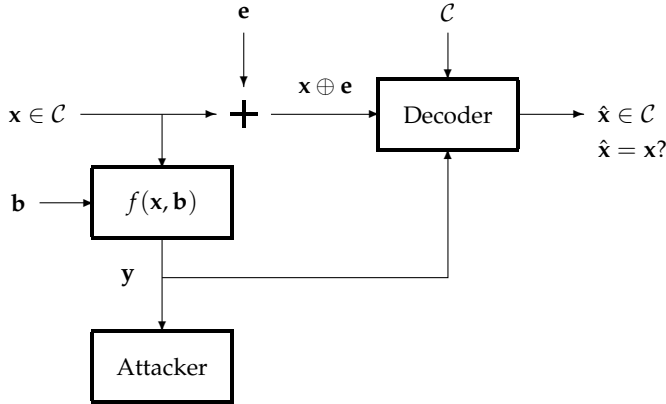 e
𝒞
x ∈ 𝒞
+
x ⊕ e
Decoder
x̂ ∈ 𝒞
x̂ = x?
b
f(x, b)
y
Attacker